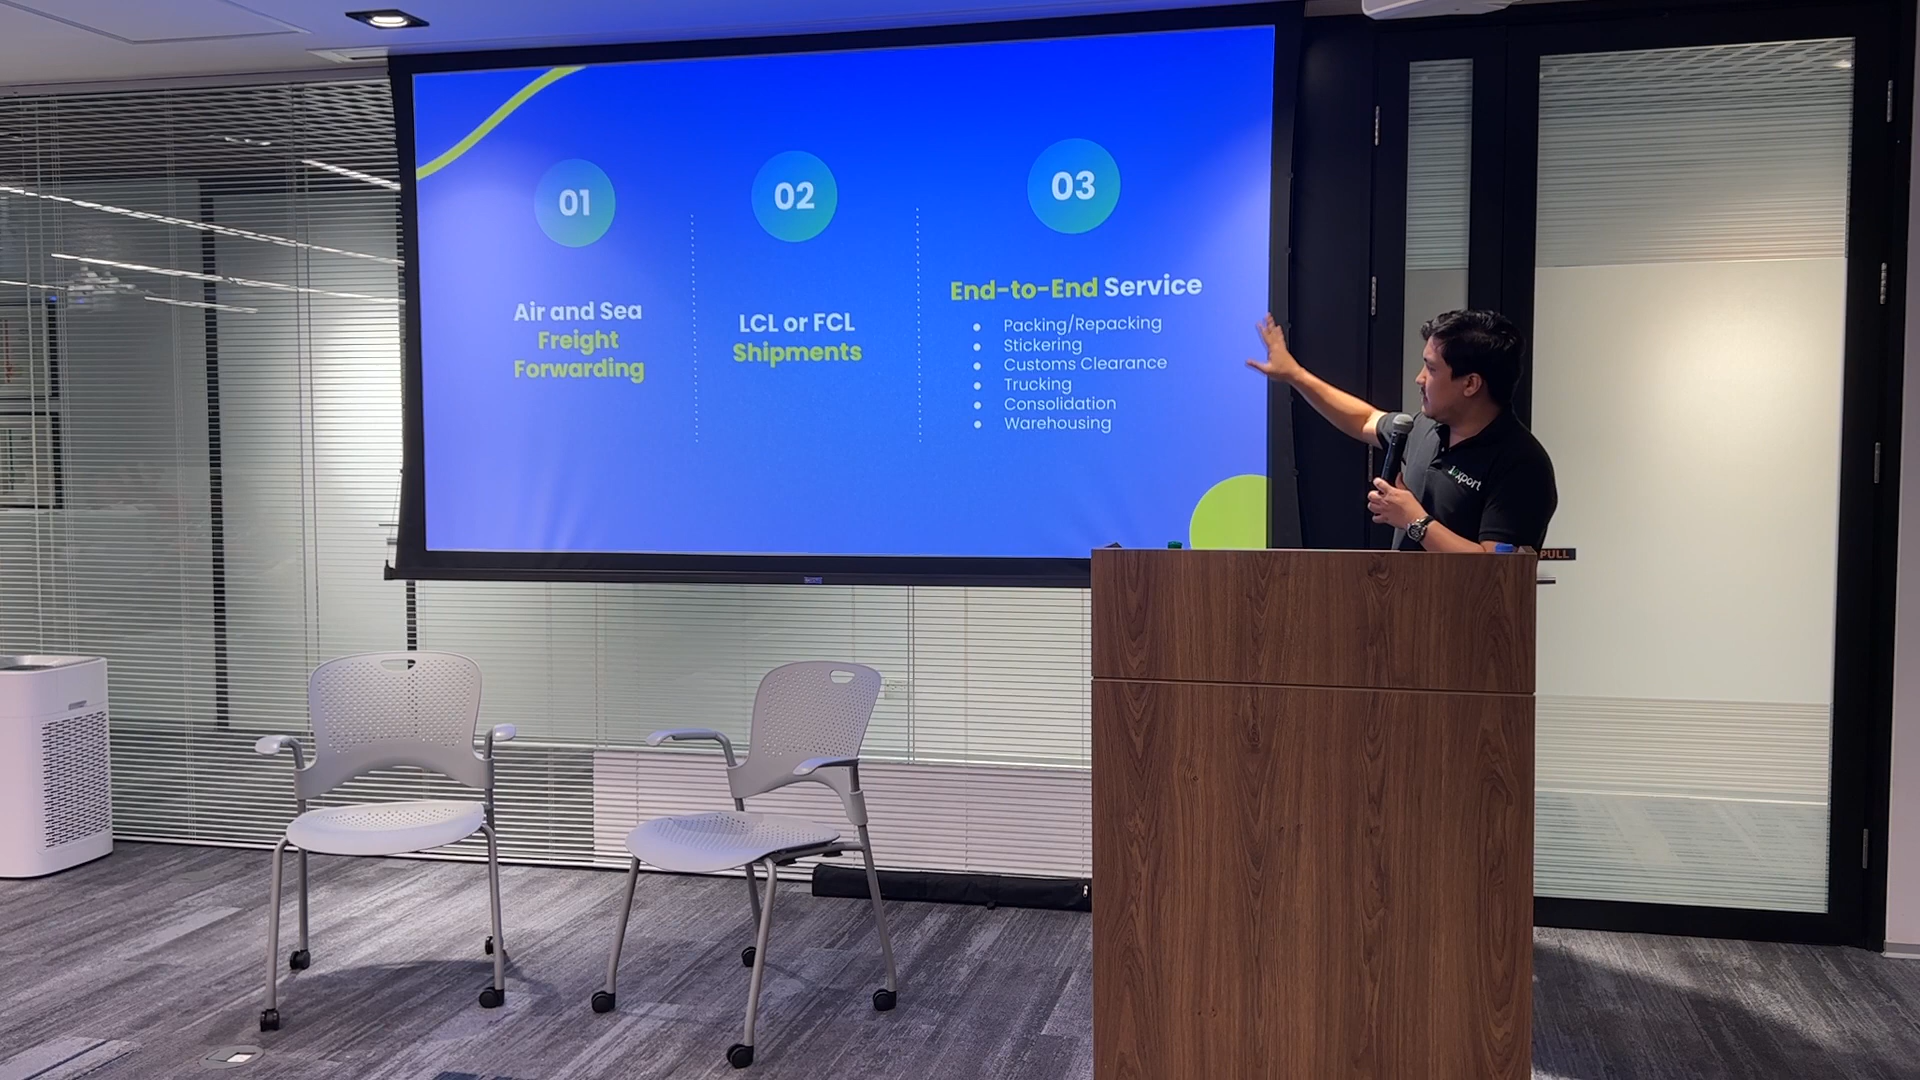 01
Air and Sea
Freight
Forwarding
02
LCL or FCL
Shipments
03
End-to-End Service
● Packing/Repacking
● Stickering
● Customs Clearance
● Trucking
● Consolidation
● Warehousing
PULL